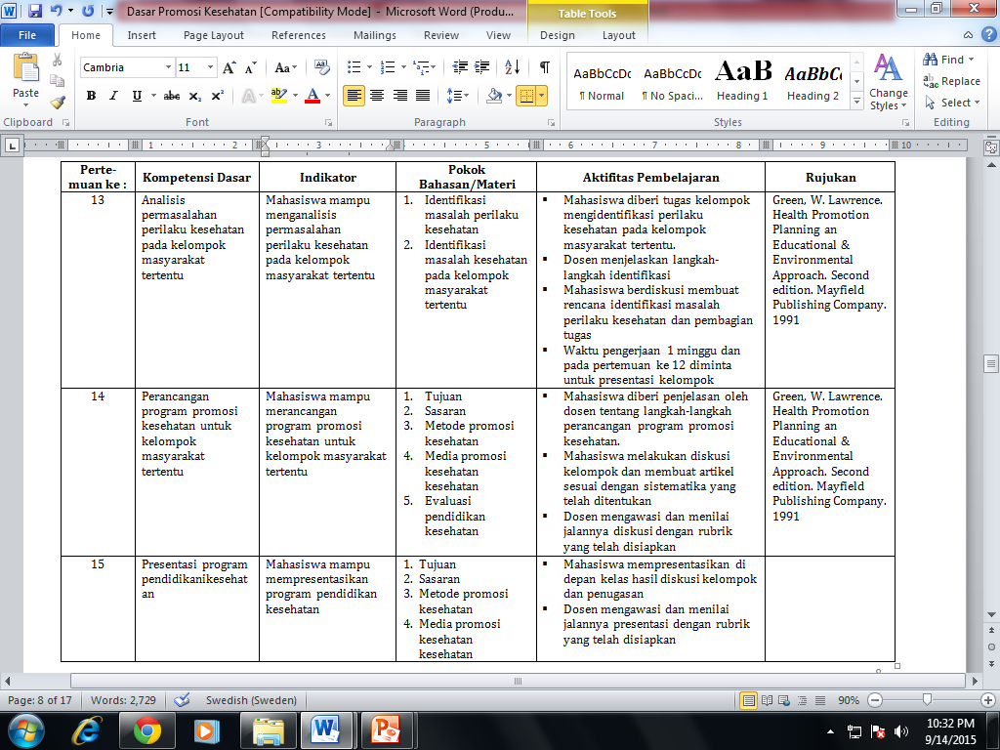 Dasar Promosi Kesehatan [Compatibility Mode] - Microsoft Word (Produ...
Table Tools
File
Home
Insert
Page Layout
References
Mailings
Review
View
Design
Layout
Paste
Clipboard
Cambria
11
Font
Paragraph
AaBbCcDc
AaBbCcDc
AaB
AaBbCc
¶ Normal
¶ No Spaci...
Heading 1
Heading 2
Change
Styles
Styles
Find
Replace
Select
Editing
1 2 3 4 5 6 7 8 9 10
Perte-
muan ke :
Kompetensi Dasar
Indikator
Pokok
Bahasan/Materi
Aktifitas Pembelajaran
Rujukan
13
Analisis
permasalahan
perilaku kesehatan
pada kelompok
masyarakat
tertentu
Mahasiswa mampu
menganalisis
permasalahan
perilaku kesehatan
pada kelompok
masyarakat tertentu
1. Identifikasi
masalah perilaku
kesehatan
2. Identifikasi
masalah kesehatan
pada kelompok
masyarakat
tertentu
▪ Mahasiswa diberi tugas kelompok
mengidentifikasi perilaku
kesehatan pada kelompok
masyarakat tertentu.
▪ Dosen menjelaskan langkah-
langkah identifikasi
▪ Mahasiswa berdiskusi membuat
rencana identifikasi masalah
perilaku kesehatan dan pembagian
tugas
▪ Waktu pengerjaan 1 minggu dan
pada pertemuan ke 12 diminta
untuk presentasi kelompok
Green, W. Lawrence.
Health Promotion
Planning an
Educational &
Environmental
Approach. Second
edition. Mayfield
Publishing Company.
1991
14
Perancangan
program promosi
kesehatan untuk
kelompok
masyarakat
tertentu
Mahasiswa mampu
merancangan
program promosi
kesehatan untuk
kelompok masyarakat
tertentu
1. Tujuan
2. Sasaran
3. Metode promosi
kesehatan
4. Media promosi
kesehatan
kesehatan
5. Evaluasi
pendidikan
kesehatan
▪ Mahasiswa diberi penjelasan oleh
dosen tentang langkah-langkah
perancangan program promosi
kesehatan.
▪ Mahasiswa melakukan diskusi
kelompok dan membuat artikel
sesuai dengan sistematika yang
telah ditentukan
▪ Dosen mengawasi dan menilai
jalannya diskusi dengan rubrik
yang telah disiapkan
Green, W. Lawrence.
Health Promotion
Planning an
Educational &
Environmental
Approach. Second
edition. Mayfield
Publishing Company.
1991
15
Presentasi program
pendidikanikesehat
an
Mahasiswa mampu
mempresentasikan
program pendidikan
kesehatan
1. Tujuan
2. Sasaran
3. Metode promosi
kesehatan
4. Media promosi
kesehatan
kesehatan
▪ Mahasiswa mempresentasikan di
depan kelas hasil diskusi kelompok
dan penugasan
▪ Dosen mengawasi dan menilai
jalannya presentasi dengan rubrik
yang telah disiapkan
Page: 8 of 17
Words: 2,729
Swedish (Sweden)
90%
10:32 PM
9/14/2015